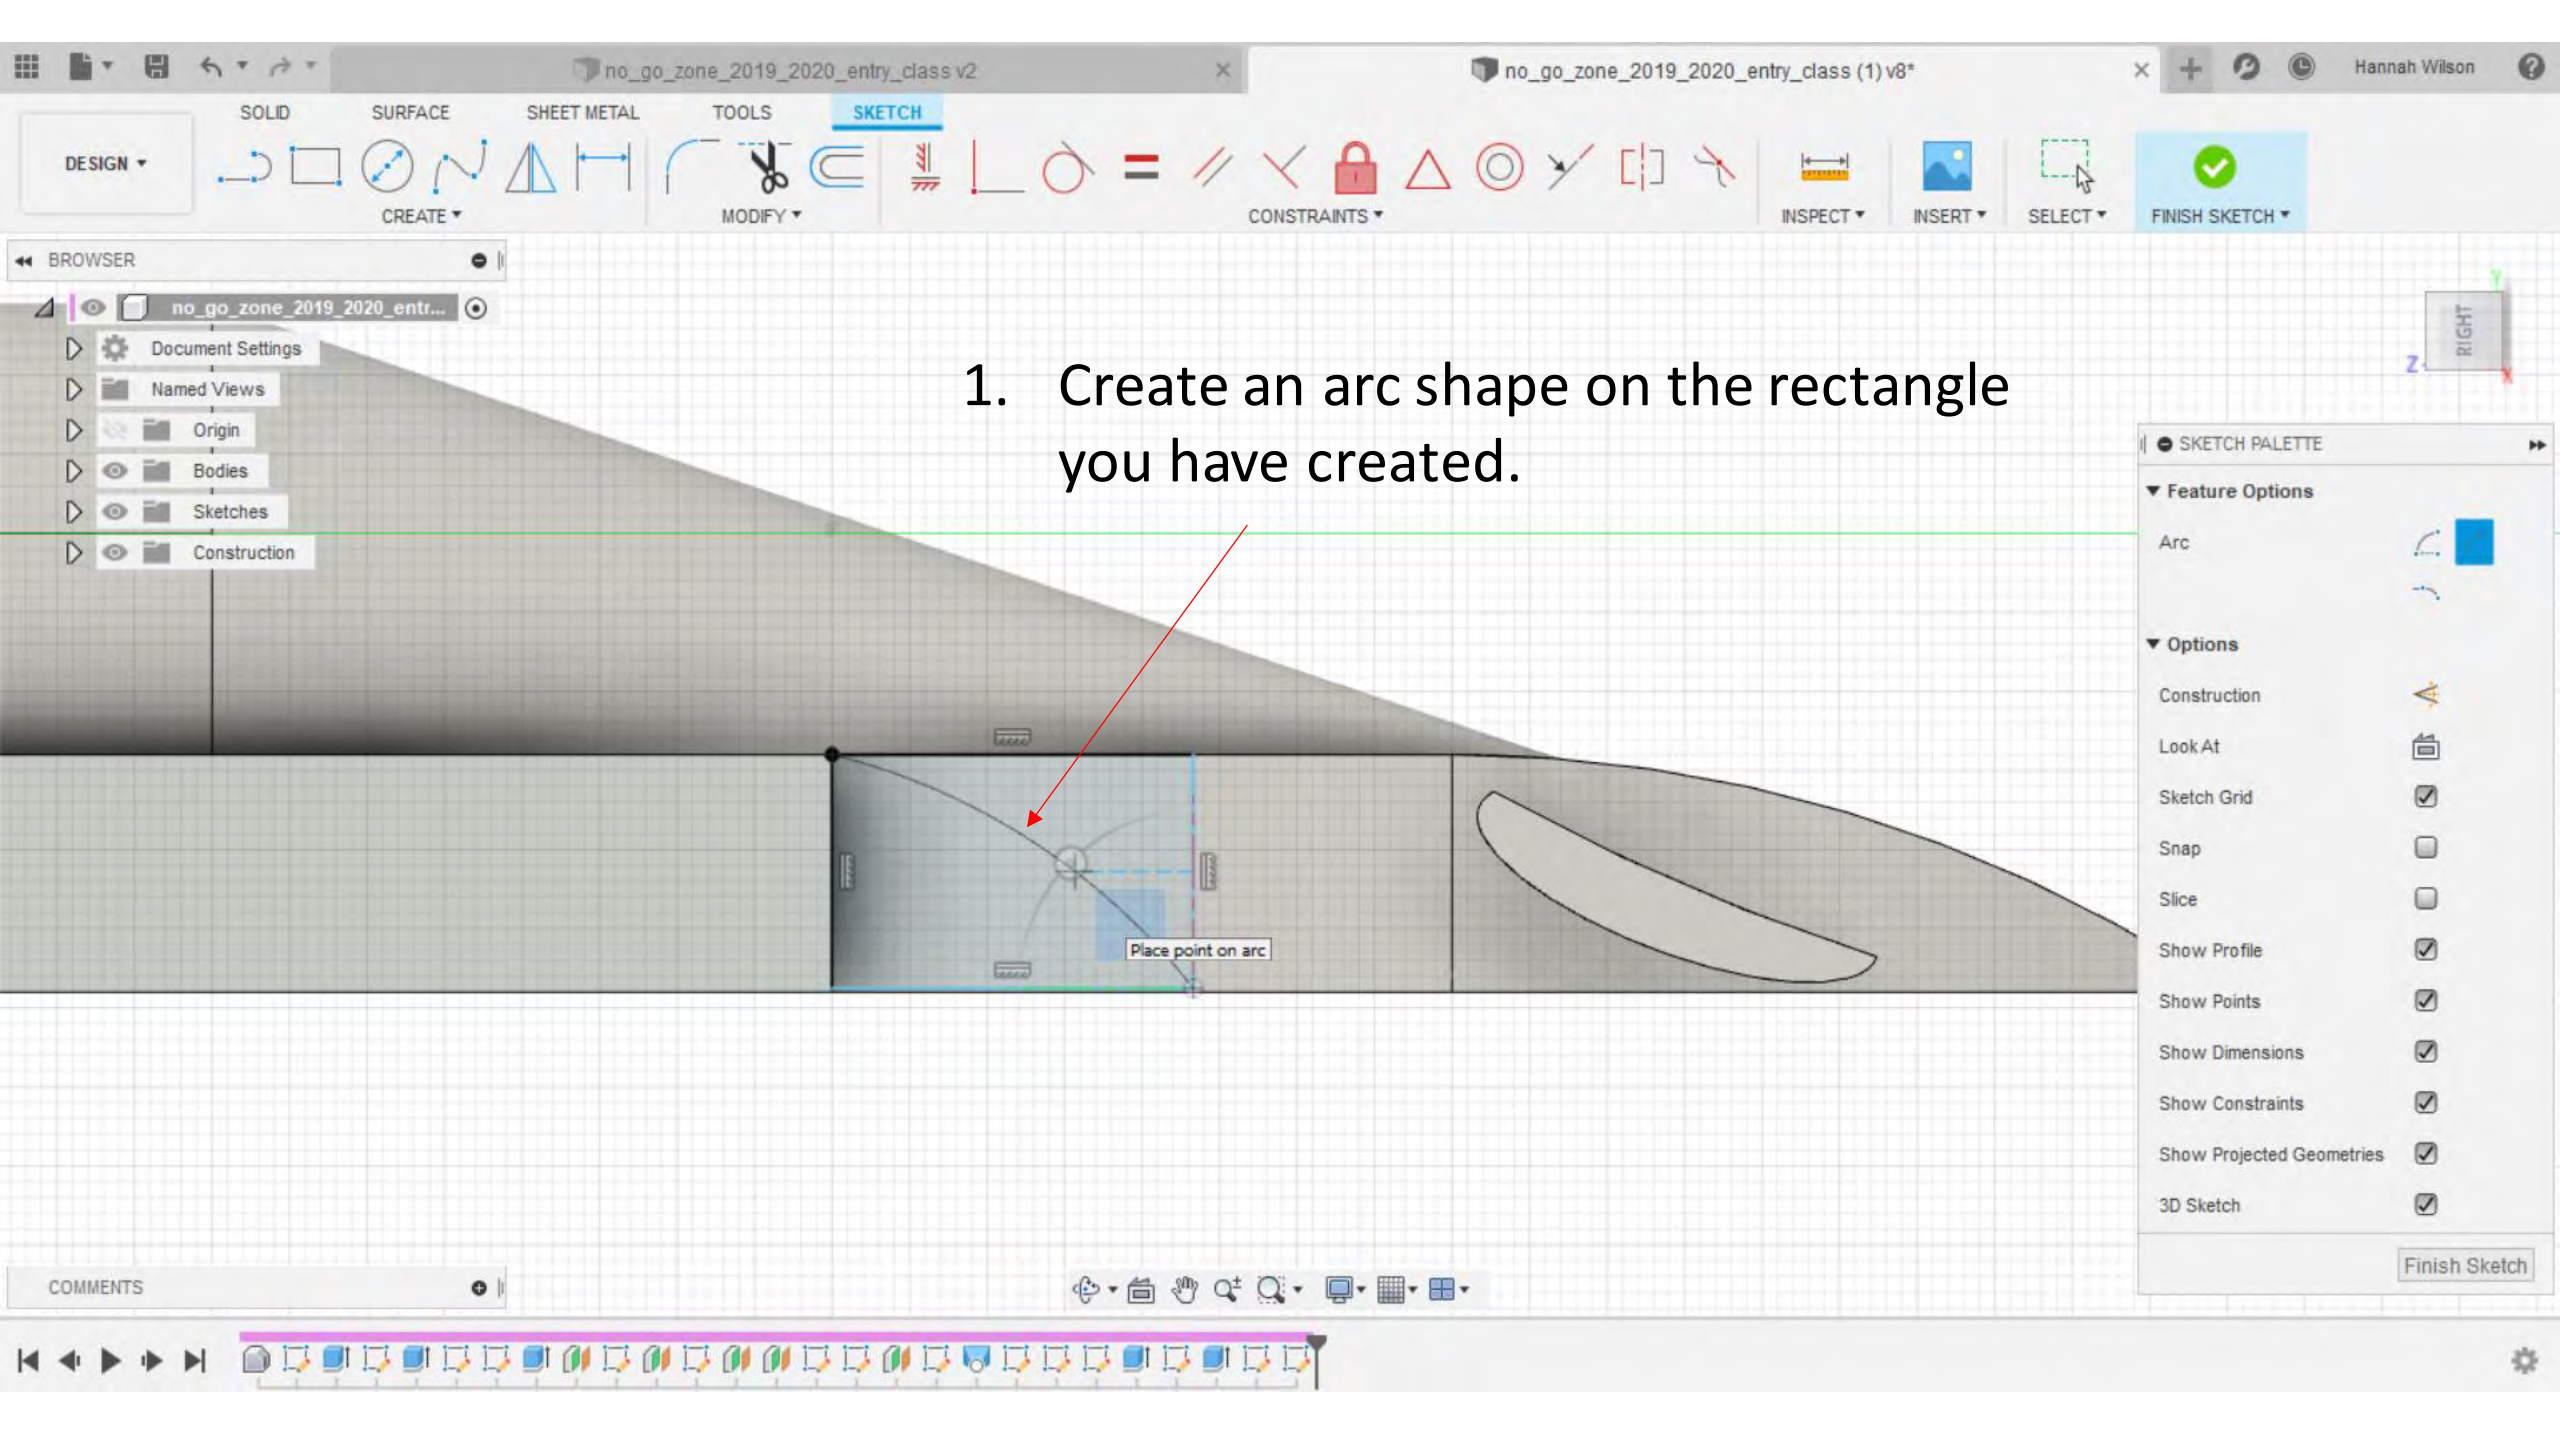 no_go_zone_2019_2020_entry_class v2
no_go_zone_2019_2020_entry_class (1) v8*
Hannah Wilson
SOLID
SURFACE
SHEET METAL
TOOLS
SKETCH
DESIGN
CREATE
MODIFY
CONSTRAINTS
INSPECT
INSERT
SELECT
FINISH SKETCH
BROWSER
no_go_zone_2019_2020_entr...
Document Settings
Named Views
Origin
Bodies
Sketches
Construction
1. Create an arc shape on the rectangle
you have created.
Y
RIGHT
Z
X
SKETCH PALETTE
Feature Options
Arc
Options
Construction
Look At
Sketch Grid
Snap
Slice
Show Profile
Show Points
Show Dimensions
Show Constraints
Show Projected Geometries
3D Sketch
Finish Sketch
Place point on arc
COMMENTS